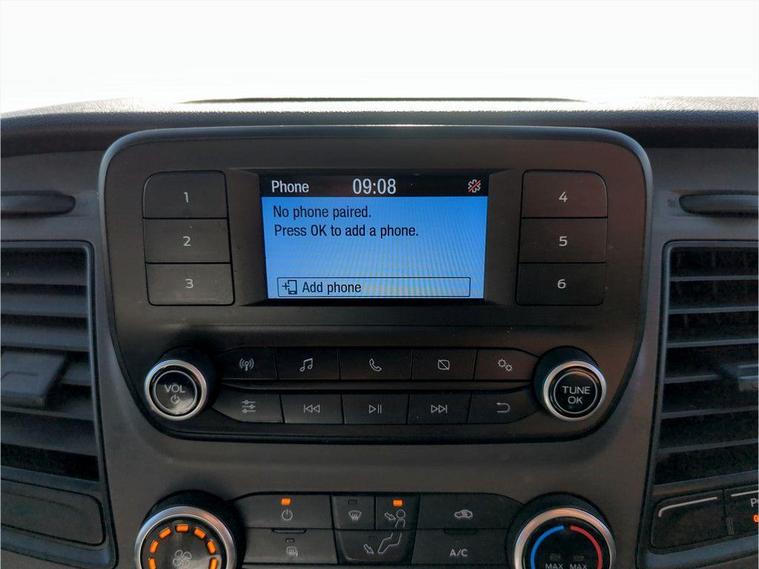 Phone 09:08
No phone paired.
Press OK to add a phone.
Add phone
1
2
3
4
5
6
VOL
TUNE
OK
A/C
MAX MAX